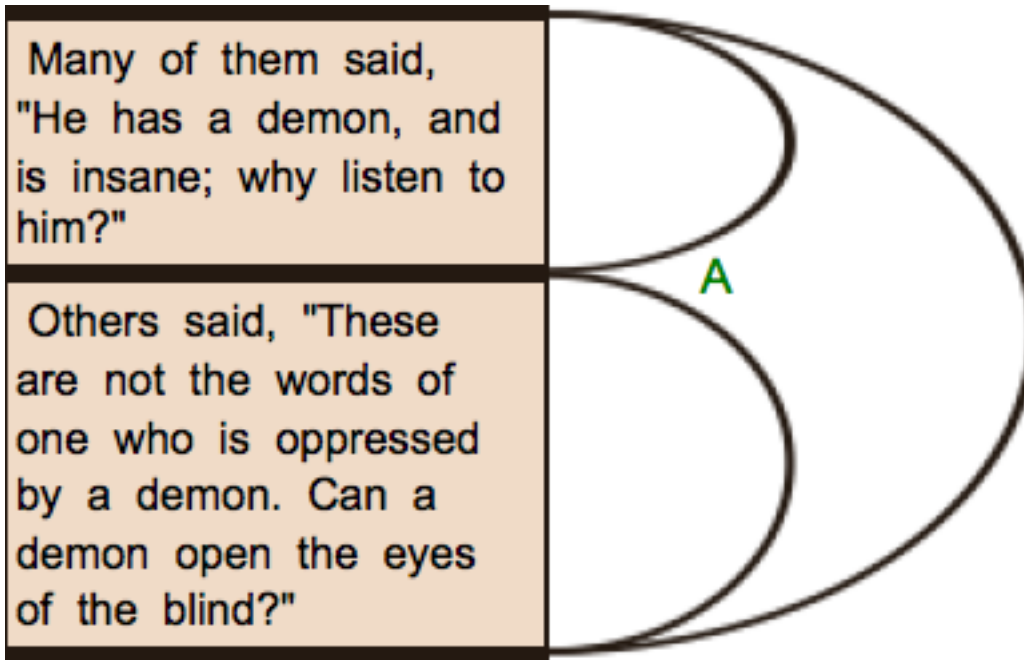 Many of them said,
"He has a demon, and
is insane; why listen to
him?"
A
Others said, "These
are not the words of
one who is oppressed
by a demon. Can a
demon open the eyes
of the blind?"